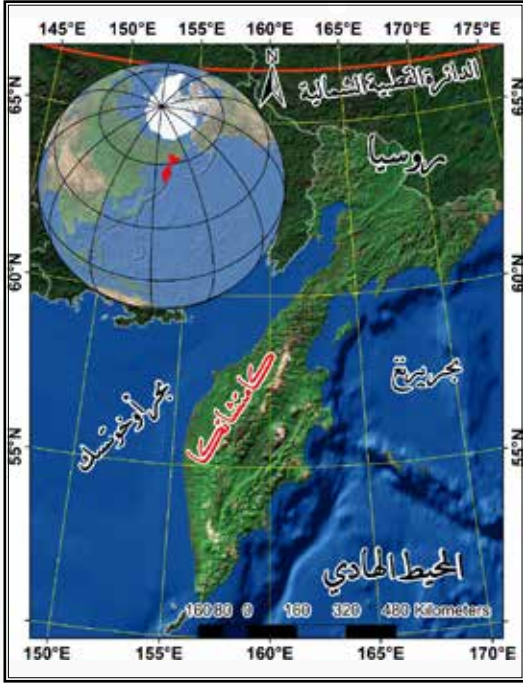 145°E 150°E 155°E 160°E 165°E 170°E 175°E
N
الدائرة القطبية الشمالية
65°N 65°N
روسيا
60°N 60°N
بحر بيرنغ
كامتشاتكا
بحر أوخوتسك
55°N 55°N
المحيط الهادي
160 80 0 160 320 480 Kilometers
150°E 155°E 160°E 165°E 170°E